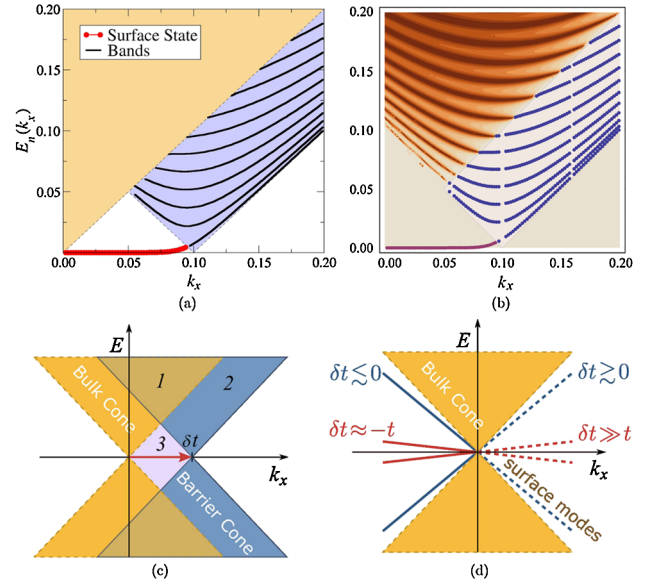 0.20
0.15
0.10
0.05
0.00
E_n(k_x)
Surface State
Bands
0.00 0.05 0.10 0.15 0.20
k_x
(a)
0.20
0.15
0.10
0.05
0.00
0.00 0.05 0.10 0.15 0.20
k_x
(b)
E
Bulk Cone
1
2
3
δt
k_x
Barrier Cone
(c)
E
δt≲0
δt≳0
Bulk Cone
δt≈-t
δt≫t
k_x
surface modes
(d)